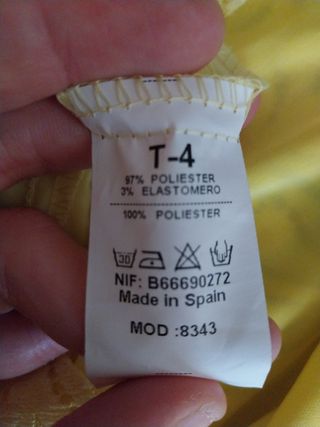 T-4
97% POLIESTER
3% ELASTOMERO
100% POLIESTER
30
NIF: B66690272
Made in Spain
MOD :8343